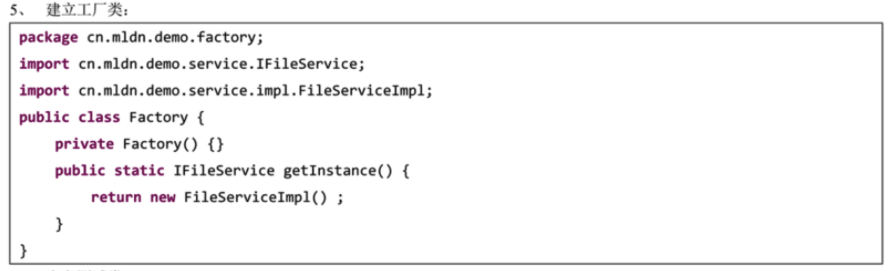 5、 建立工厂类：
package cn.mldn.demo.factory;
import cn.mldn.demo.service.IFileService;
import cn.mldn.demo.service.impl.FileServiceImpl;
public class Factory {
    private Factory() {}
    public static IFileService getInstance() {
        return new FileServiceImpl() ;
    }
}